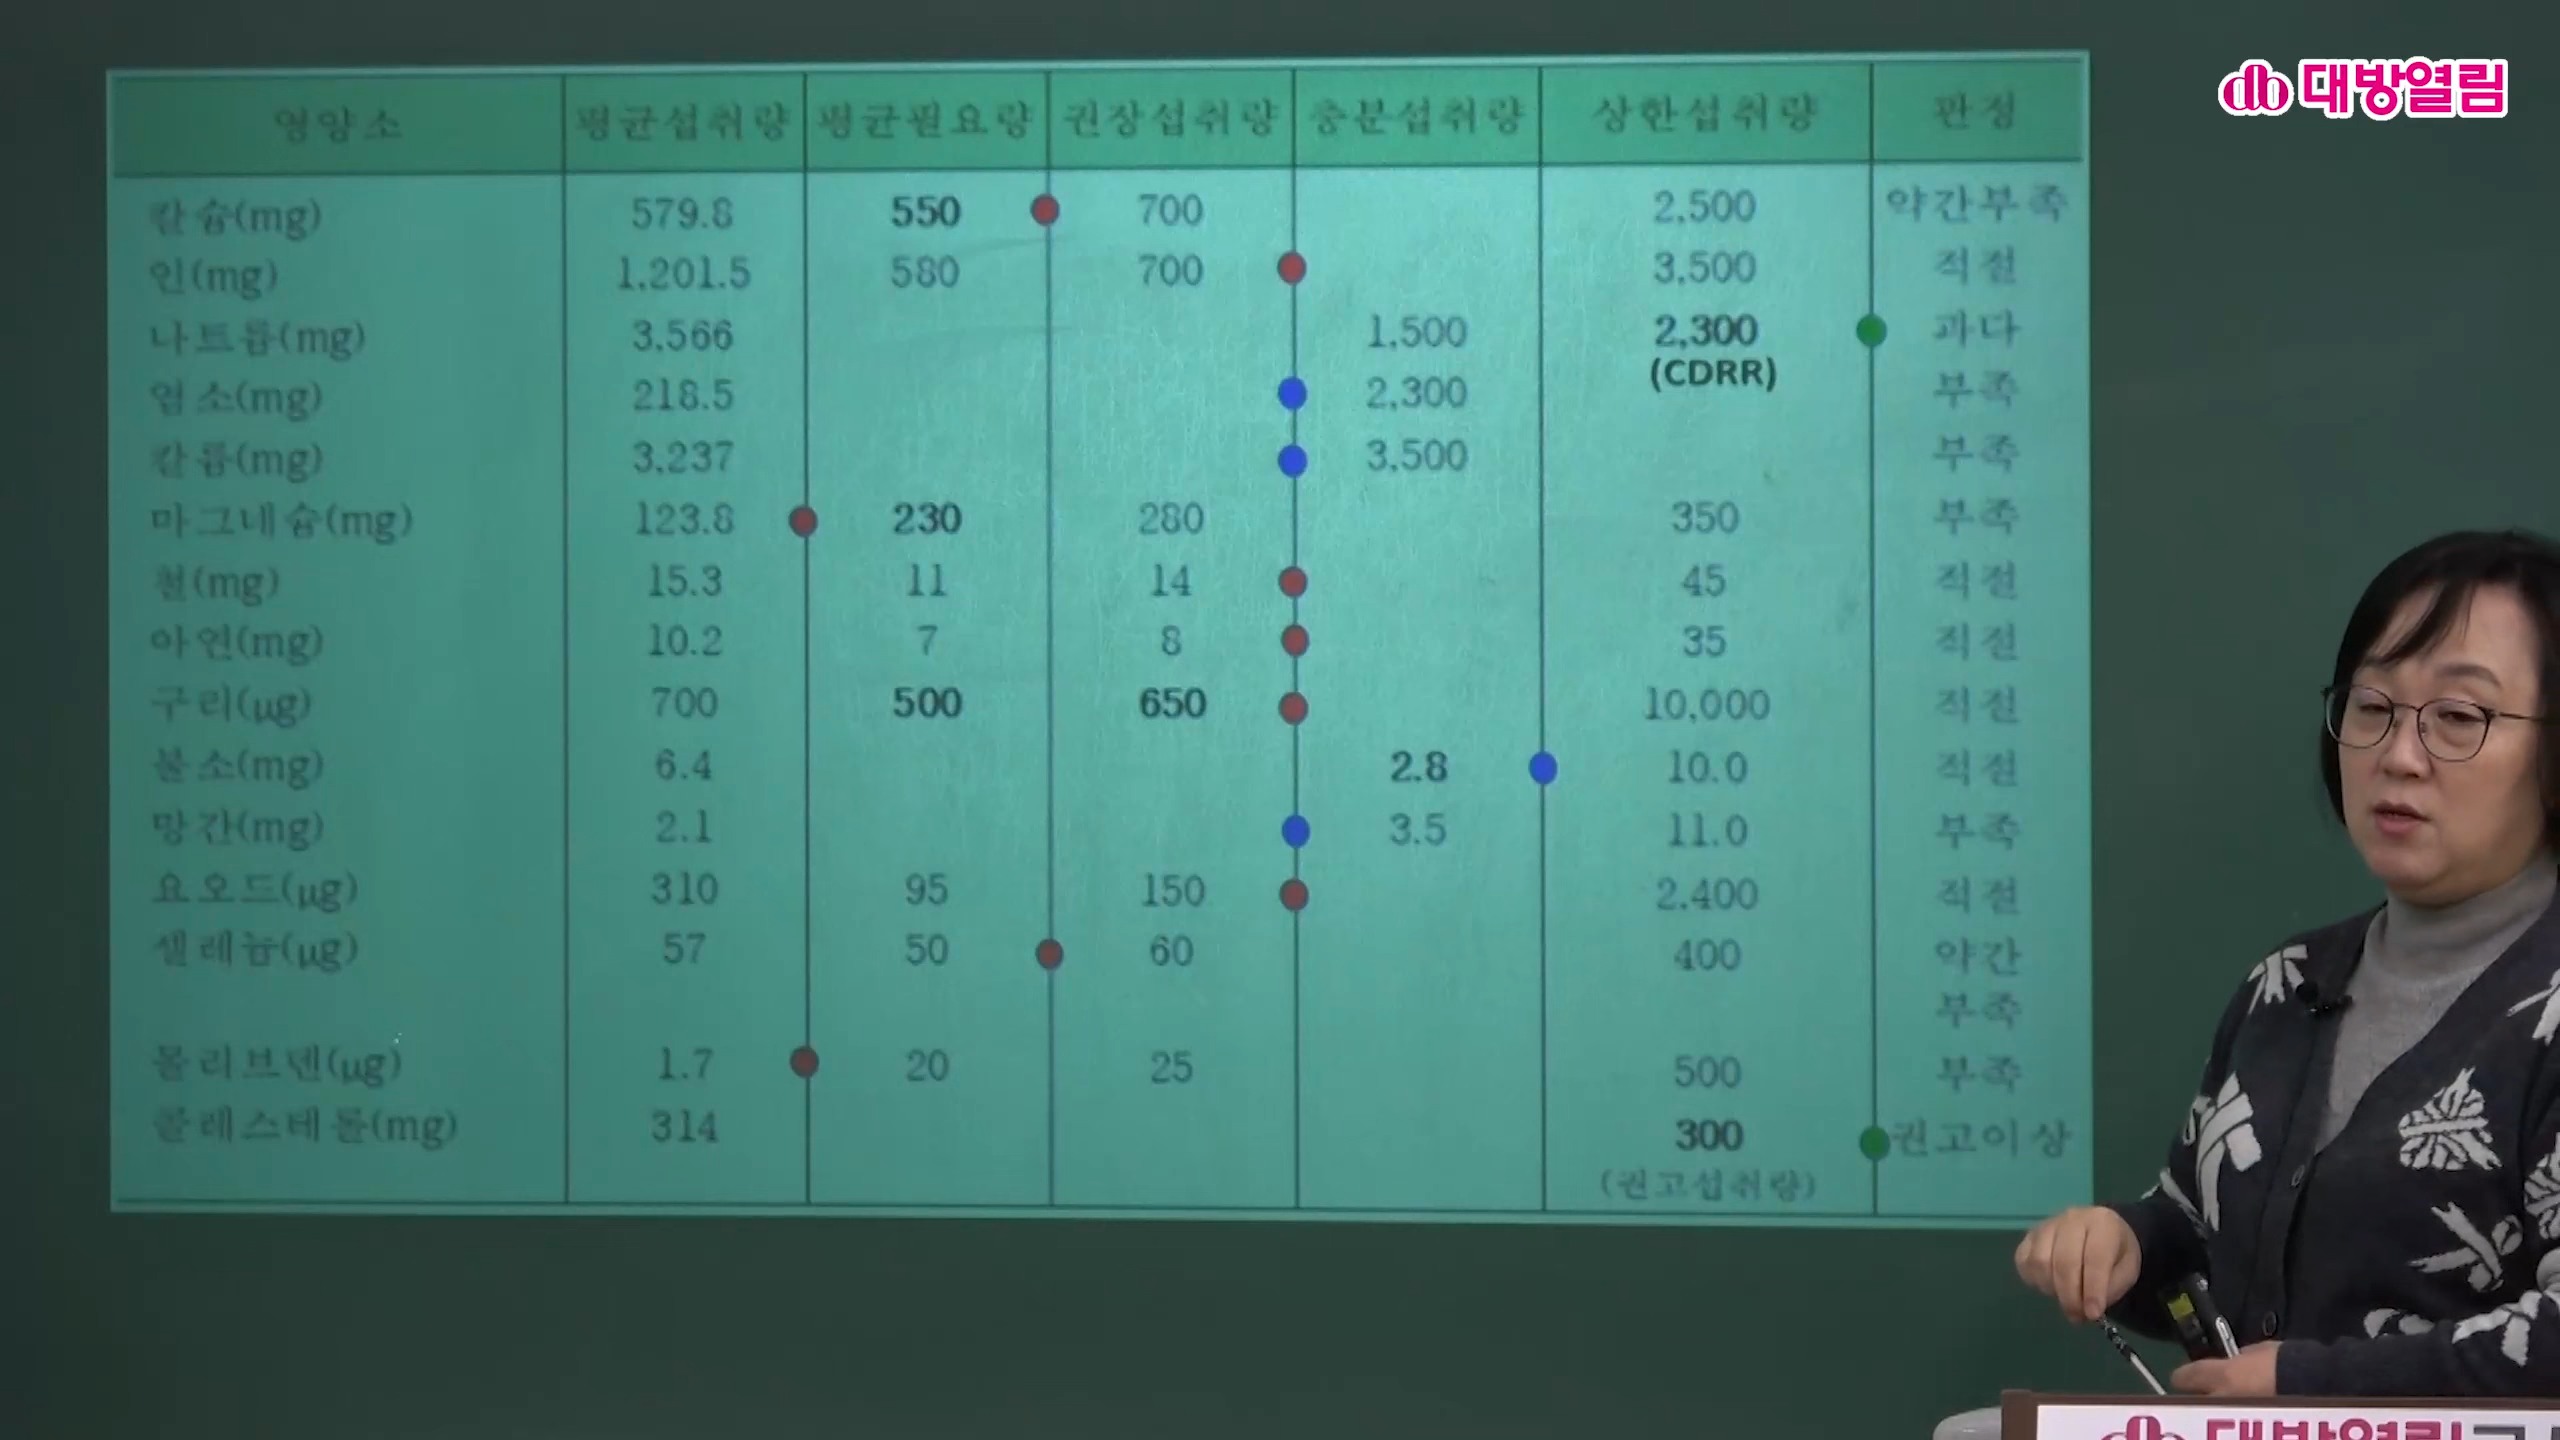 대방열림
영양소 평균섭취량 평균필요량 권장섭취량 충분섭취량 상한섭취량 판정
칼슘(mg) 579.8 550 700 2,500 약간부족
인(mg) 1,201.5 580 700 3,500 적절
나트륨(mg) 3,566 1,500 2,300 과다
(CDRR)
염소(mg) 218.5 2,300 부족
칼륨(mg) 3,237 3,500 부족
마그네슘(mg) 123.8 230 280 350 부족
철(mg) 15.3 11 14 45 적절
아연(mg) 10.2 7 8 35 적절
구리(μg) 700 500 650 10,000 적절
불소(mg) 6.4 2.8 10.0 적절
망간(mg) 2.1 3.5 11.0 부족
요오드(μg) 310 95 150 2,400 적절
셀레늄(μg) 57 50 60 400 약간
부족
몰리브덴(μg) 1.7 20 25 500 부족
콜레스테롤(mg) 314 300 권고이상
(권고섭취량)
대방열림